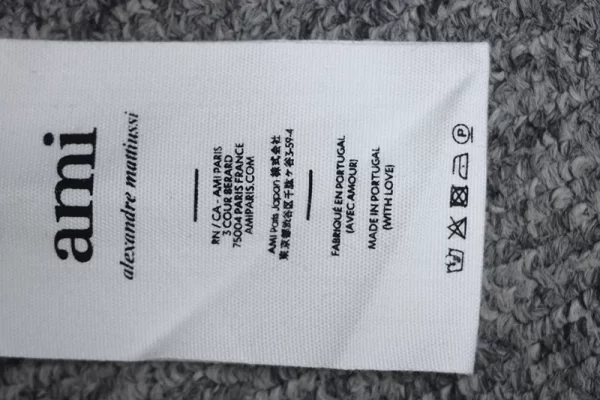 ami
alexandre mattiussi
RN / CA - AMI PARIS
3 COUR BERARD
75004 PARIS FRANCE
AMIPARIS.COM
AMI Paris Japan 株式会社
東京都渋谷区千駄ヶ谷3-59-4
FABRIQUÉ EN PORTUGAL
(AVEC AMOUR)
MADE IN PORTUGAL
(WITH LOVE)
P